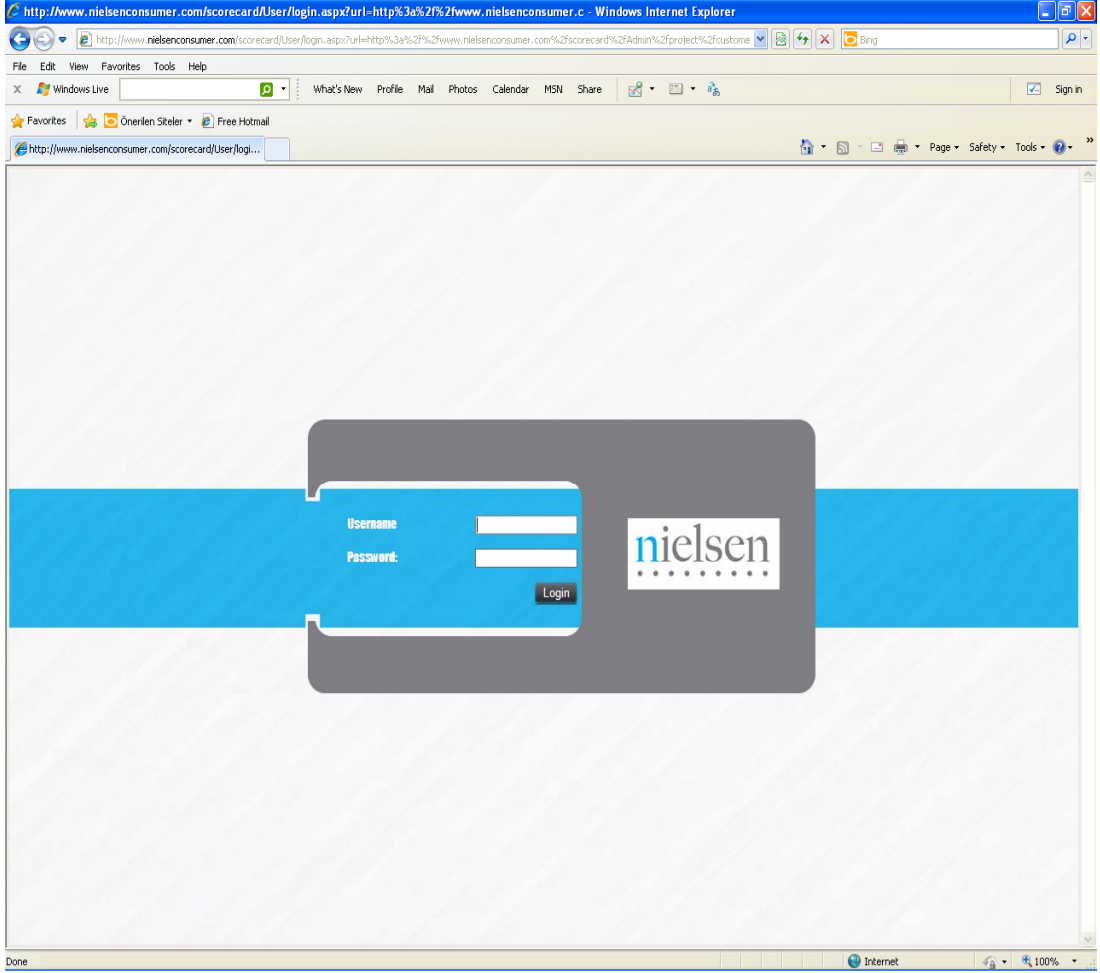 http://www.nielsenconsumer.com/scorecard/User/login.aspx?url=http%3a%2f%2fwww.nielsenconsumer.c - Windows Internet Explorer
http://www.nielsenconsumer.com/scorecard/User/login.aspx?url=http%3a%2f%2fwww.nielsenconsumer.com%2fscorecard%2fAdmin%2fproject%2fcustome Bing
File Edit View Favorites Tools Help
X Windows Live What's New Profile Mail Photos Calendar MSN Share Sign in
Favorites Önerilen Siteler Free Hotmail
http://www.nielsenconsumer.com/scorecard/User/logi... Page Safety Tools »
Username
Password:
Login
nielsen
Done Internet 100%